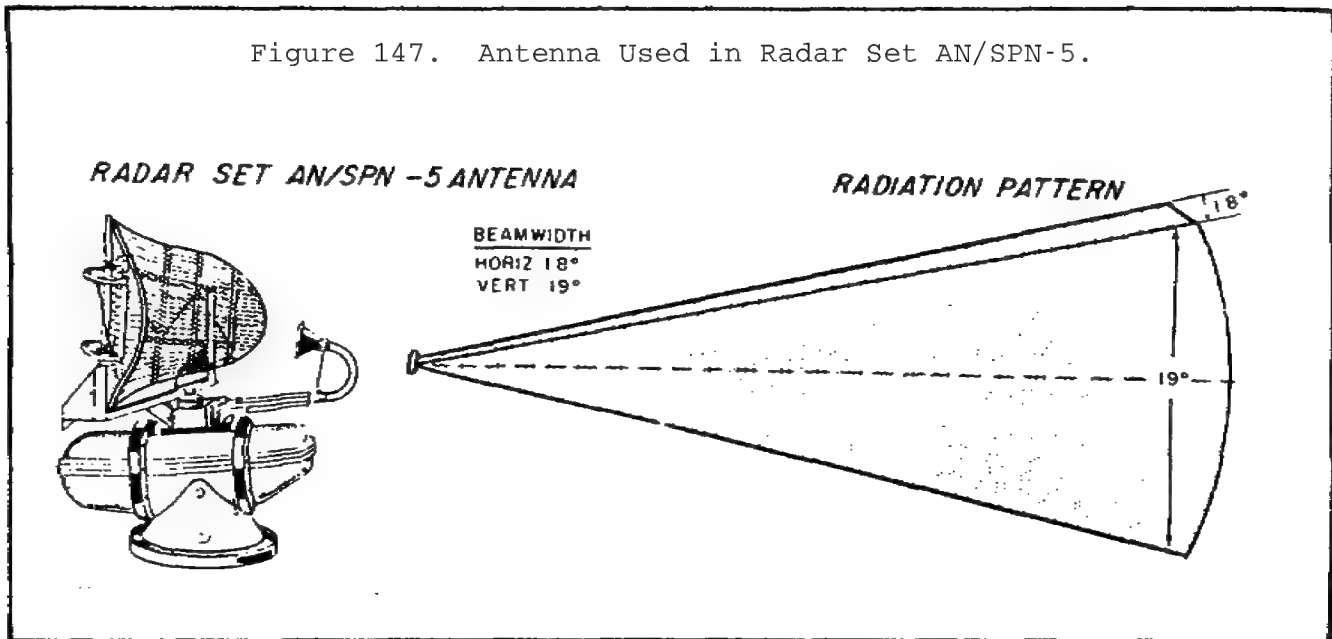 Figure 147. Antenna Used in Radar Set AN/SPN-5.
RADAR SET AN/SPN -5 ANTENNA
RADIATION PATTERN
BEAMWIDTH
HORIZ 1 8°
VERT 19°
1 8°
19°